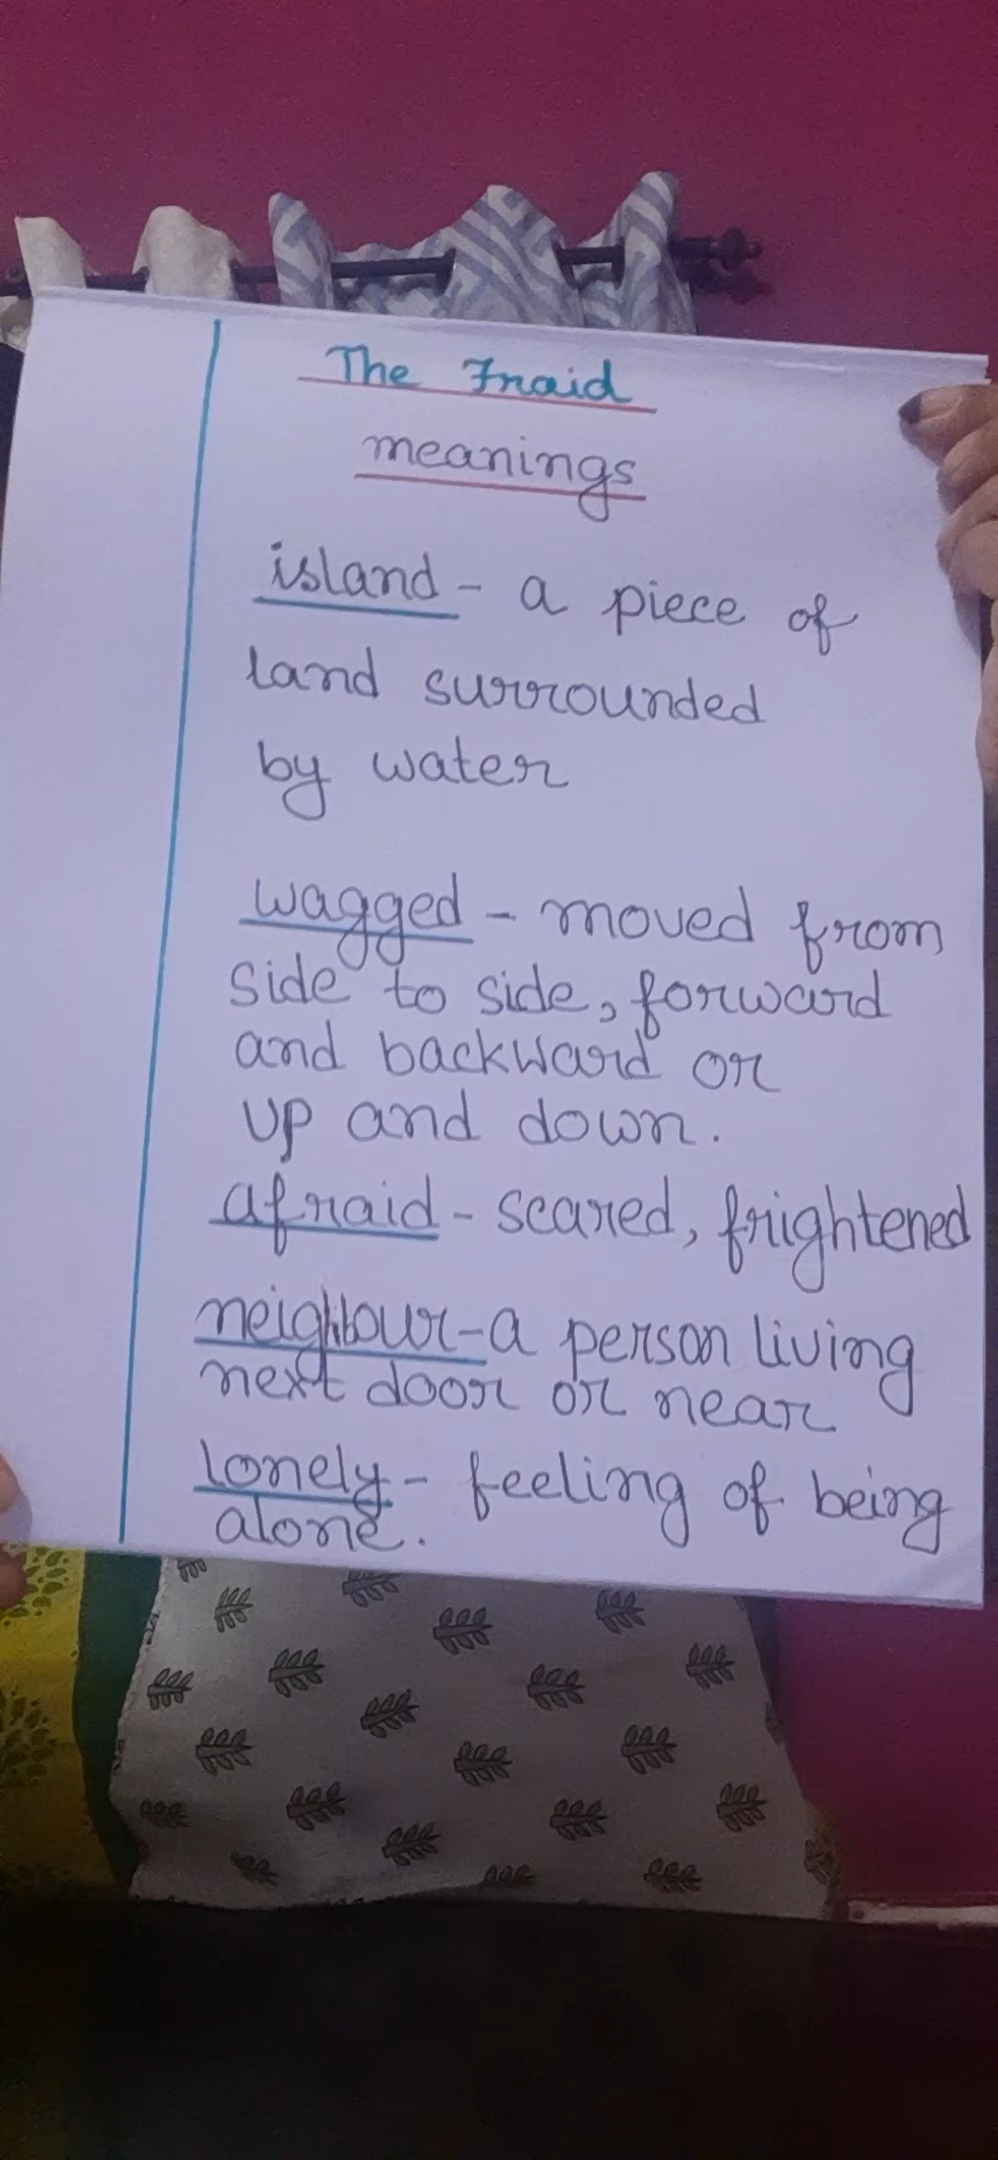 The Fraid
meanings
island - a piece of
land surrounded
by water
wagged - moved from
side to side, forward
and backward or
up and down.
afraid - scared, frightened
neighbour - a person living
next door or near
lonely - feeling of being
alone.